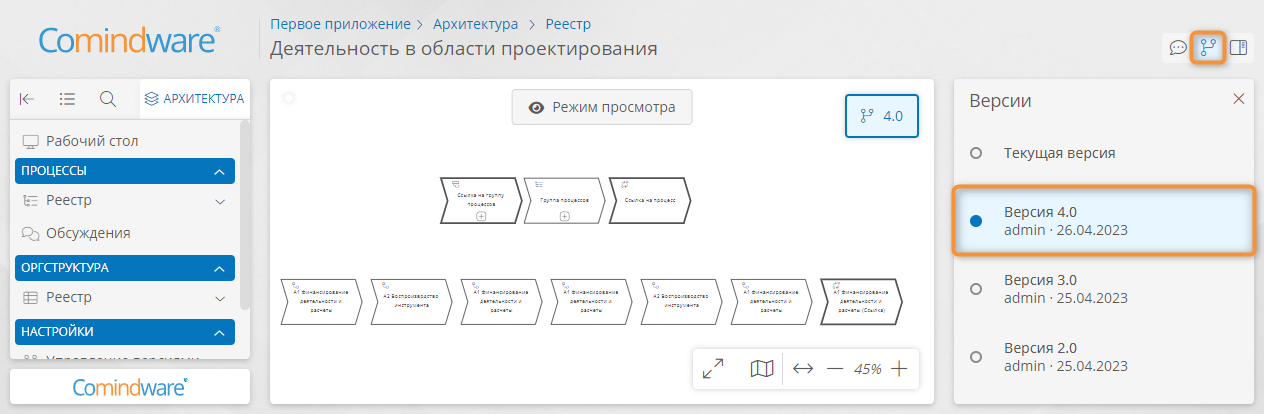 Comindware®
Первое приложение > Архитектура > Реестр
Деятельность в области проектирования
АРХИТЕКТУРА
Рабочий стол
ПРОЦЕССЫ
Реестр
Обсуждения
ОРГСТРУКТУРА
Реестр
НАСТРОЙКИ
Управление версиями
Comindware®
Режим просмотра
4.0
Ссылка на группу
процессов
Группа процессов
Ссылка на процесс
А1 Финансирование
деятельности и
расчеты
А2 Воспроизводство
инструмента
А1 Финансирование
деятельности и
расчеты
А1 Финансирование
деятельности и
расчеты
А2 Воспроизводство
инструмента
А1 Финансирование
деятельности и
расчеты
А1 Финансирование
деятельности и
расчеты (Ссылка)
45%
Версии
Текущая версия
Версия 4.0
admin · 26.04.2023
Версия 3.0
admin · 25.04.2023
Версия 2.0
admin · 25.04.2023